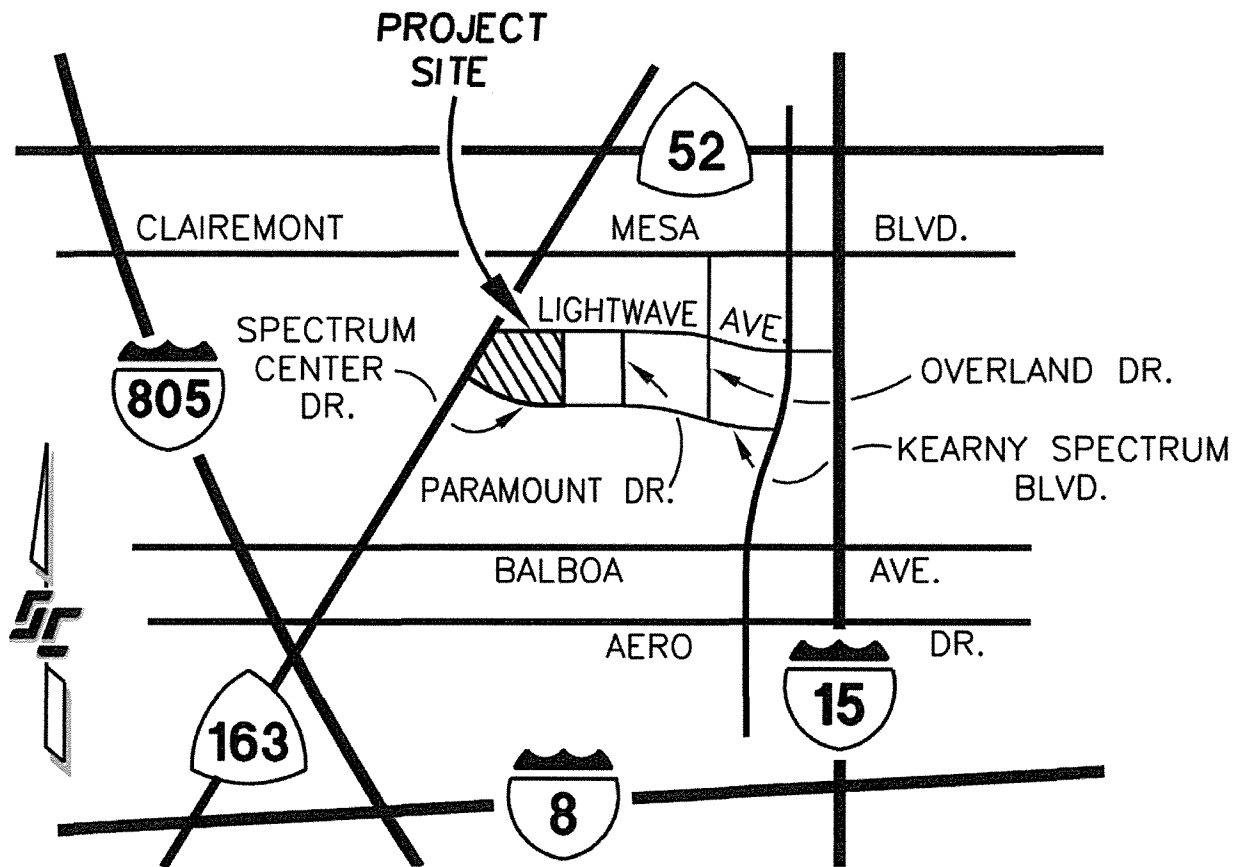 PROJECT
SITE
52
CLAIREMONT MESA BLVD.
LIGHTWAVE AVE.
SPECTRUM
CENTER
DR.
OVERLAND DR.
805
KEARNY SPECTRUM
BLVD.
PARAMOUNT DR.
BALBOA AVE.
AERO DR.
15
163
8